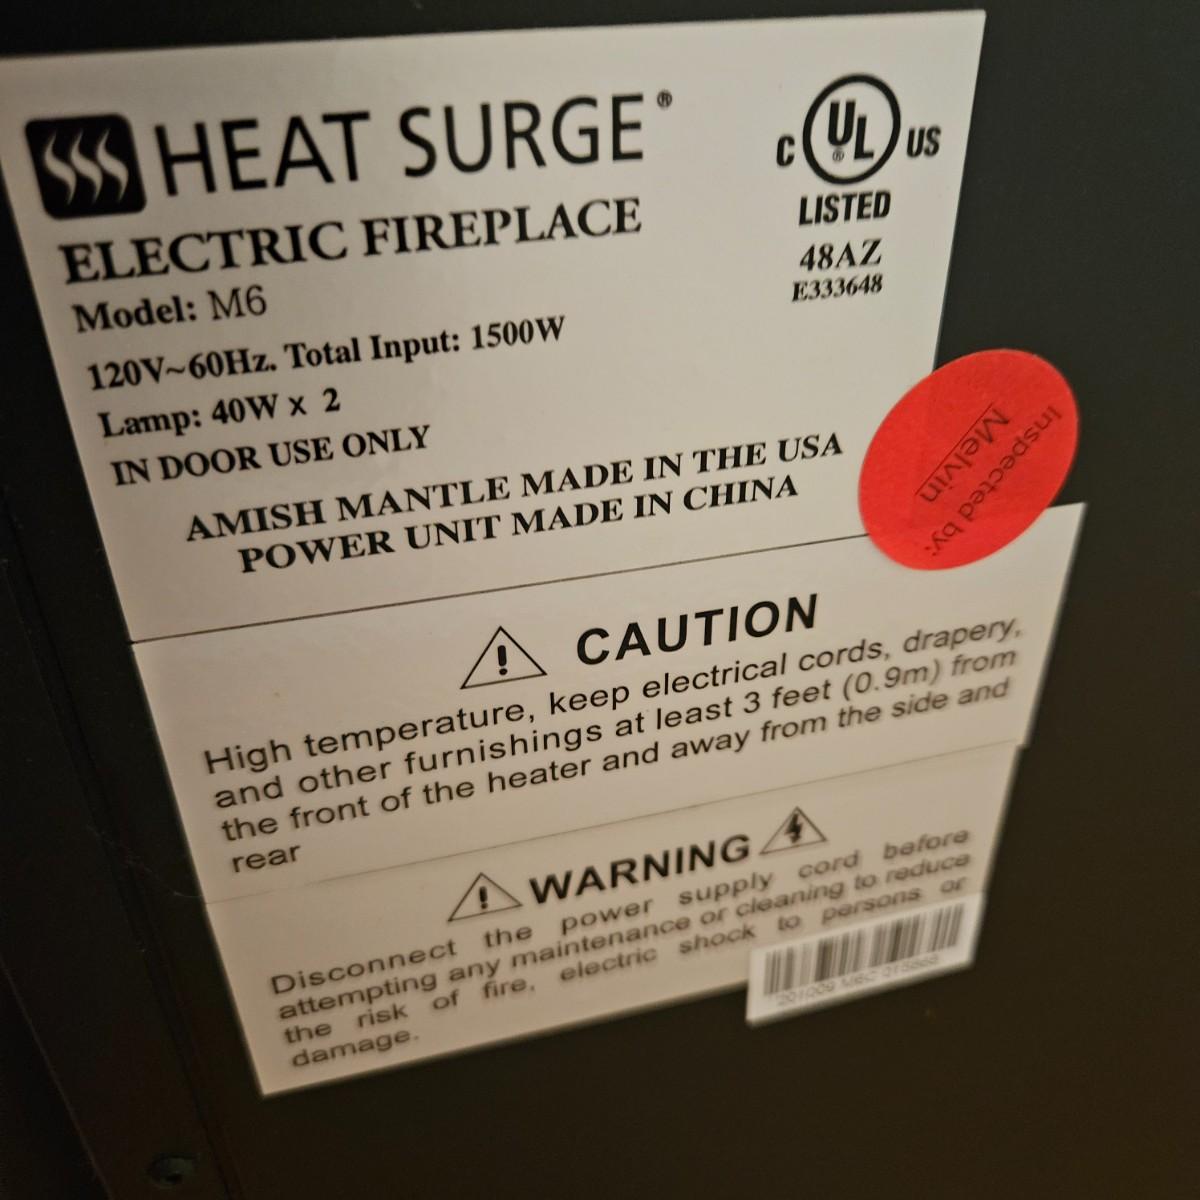 HEAT SURGE®
ELECTRIC FIREPLACE
Model: M6
120V~60Hz. Total Input: 1500W
Lamp: 40W x 2
IN DOOR USE ONLY
AMISH MANTLE MADE IN THE USA
POWER UNIT MADE IN CHINA
C UL® US
LISTED
48AZ
E333648
Inspected by:
Melvin
CAUTION
High temperature, keep electrical cords, drapery,
and other furnishings at least 3 feet (0.9m) from
the front of the heater and away from the side and
rear
WARNING
Disconnect the power supply cord before
attempting any maintenance or cleaning to reduce
the risk of fire, electric shock to persons or
damage.
201009 M6C